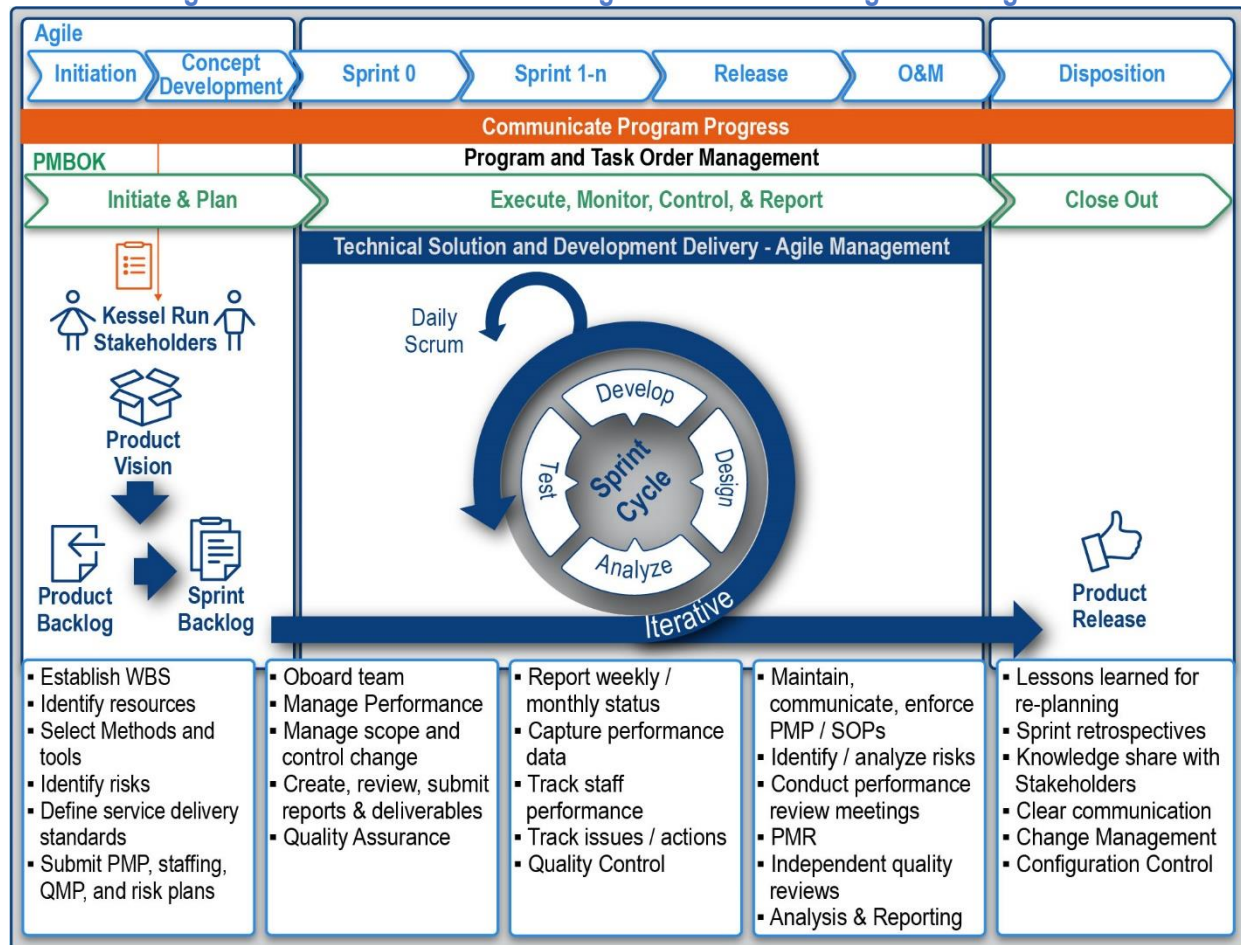 Agile
Initiation
Concept
Development
Sprint 0
Sprint 1-n
Release
O&M
Disposition
Communicate Program Progress
Program and Task Order Management
PMBOK
Initiate & Plan
Execute, Monitor, Control, & Report
Close Out
Technical Solution and Development Delivery - Agile Management
Kessel Run
Stakeholders
Product
Vision
Product
Backlog
Sprint
Backlog
Daily
Scrum
Develop
Design
Analyze
Test
Sprint
Cycle
Iterative
Product
Release
▪ Establish WBS
▪ Identify resources
▪ Select Methods and
tools
▪ Identify risks
▪ Define service delivery
standards
▪ Submit PMP, staffing,
QMP, and risk plans
▪ Oboard team
▪ Manage Performance
▪ Manage scope and
control change
▪ Create, review, submit
reports & deliverables
▪ Quality Assurance
▪ Report weekly /
monthly status
▪ Capture performance
data
▪ Track staff
performance
▪ Track issues / actions
▪ Quality Control
▪ Maintain,
communicate, enforce
PMP / SOPs
▪ Identify / analyze risks
▪ Conduct performance
review meetings
▪ PMR
▪ Independent quality
reviews
▪ Analysis & Reporting
▪ Lessons learned for
re-planning
▪ Sprint retrospectives
▪ Knowledge share with
Stakeholders
▪ Clear communication
▪ Change Management
▪ Configuration Control